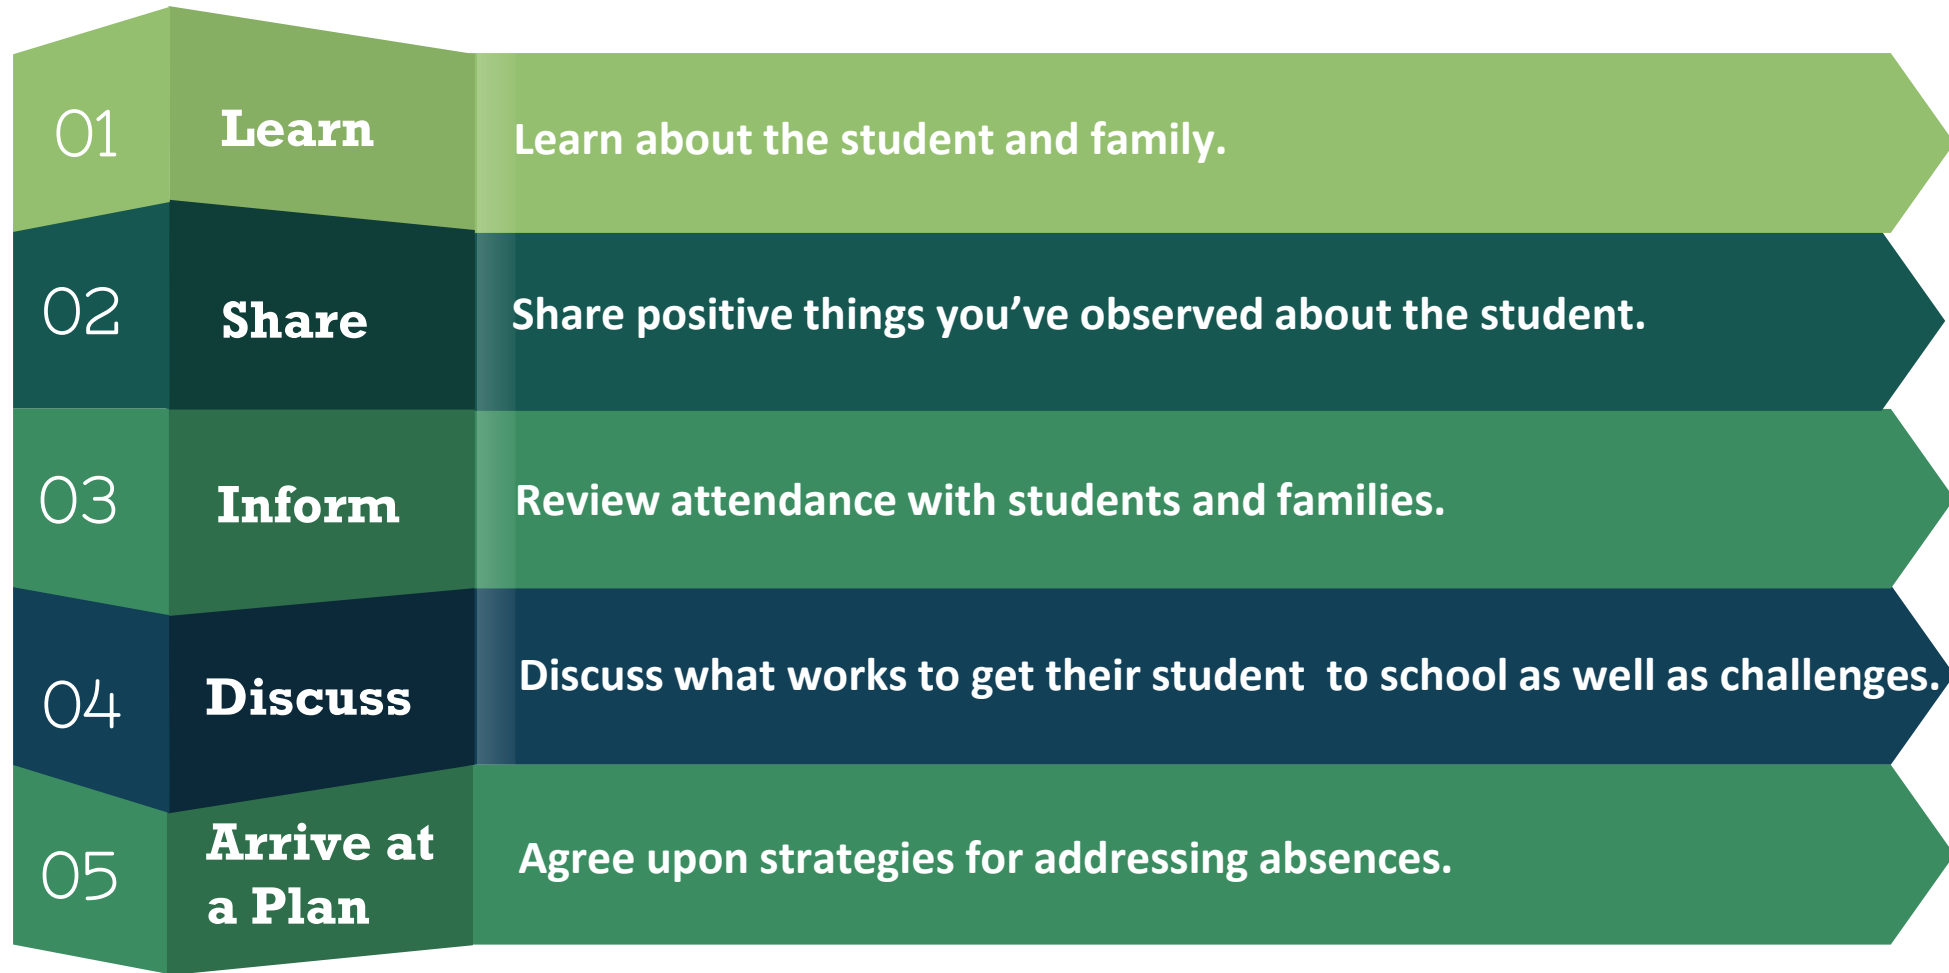 01
Learn
Learn about the student and family.
02
Share
Share positive things you’ve observed about the student.
03
Inform
Review attendance with students and families.
04
Discuss
Discuss what works to get their student  to school as well as challenges.
05
Arrive at
a Plan
Agree upon strategies for addressing absences.